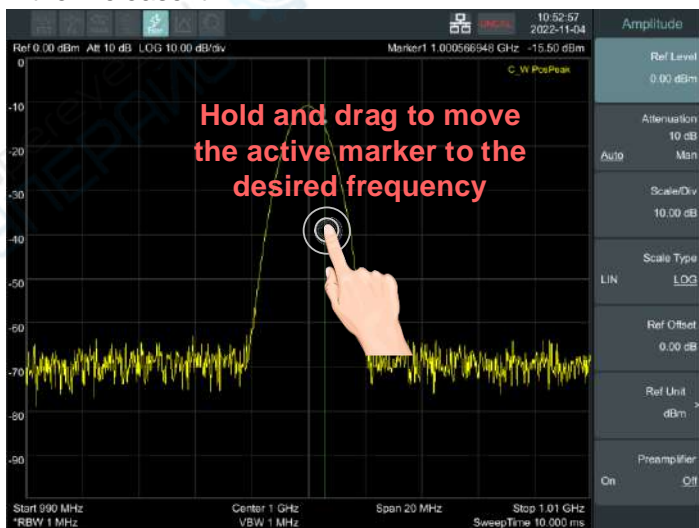 10:52:57
UNCAL
2022-11-04
Amplitude
Ref 0.00 dBm Att 10 dB LOG 10.00 dB/div
Marker1 1.000566948 GHz -15.50 dBm
C_W PosPeak
0
-10
-20
-30
-40
-50
-60
-70
-80
-90
Hold and drag to move
the active marker to the
desired frequency
Ref Level
0.00 dBm
Attenuation
10 dB
Auto Man
Scale/Div
10.00 dB
Scale Type
LIN LOG
Ref Offset
0.00 dB
Ref Unit
dBm >
Preamplifier
On Off
Start 990 MHz Center 1 GHz Span 20 MHz Stop 1.01 GHz
*RBW 1 MHz VBW 1 MHz SweepTime 10.000 ms